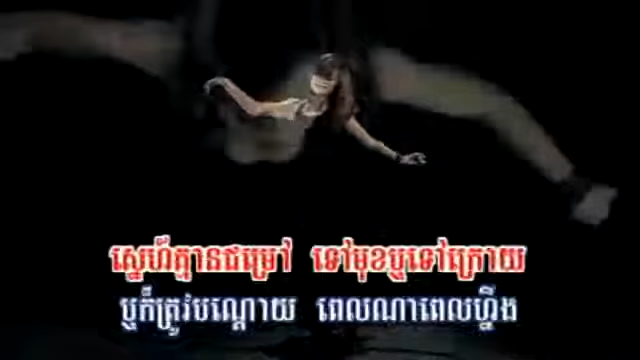 ស្នេហ៍គ្មានជម្រៅ ទៅមុខឬទៅក្រោយ
ឬក៏ត្រូវបណ្ដោយ ពេលណាពេលហ្នឹង